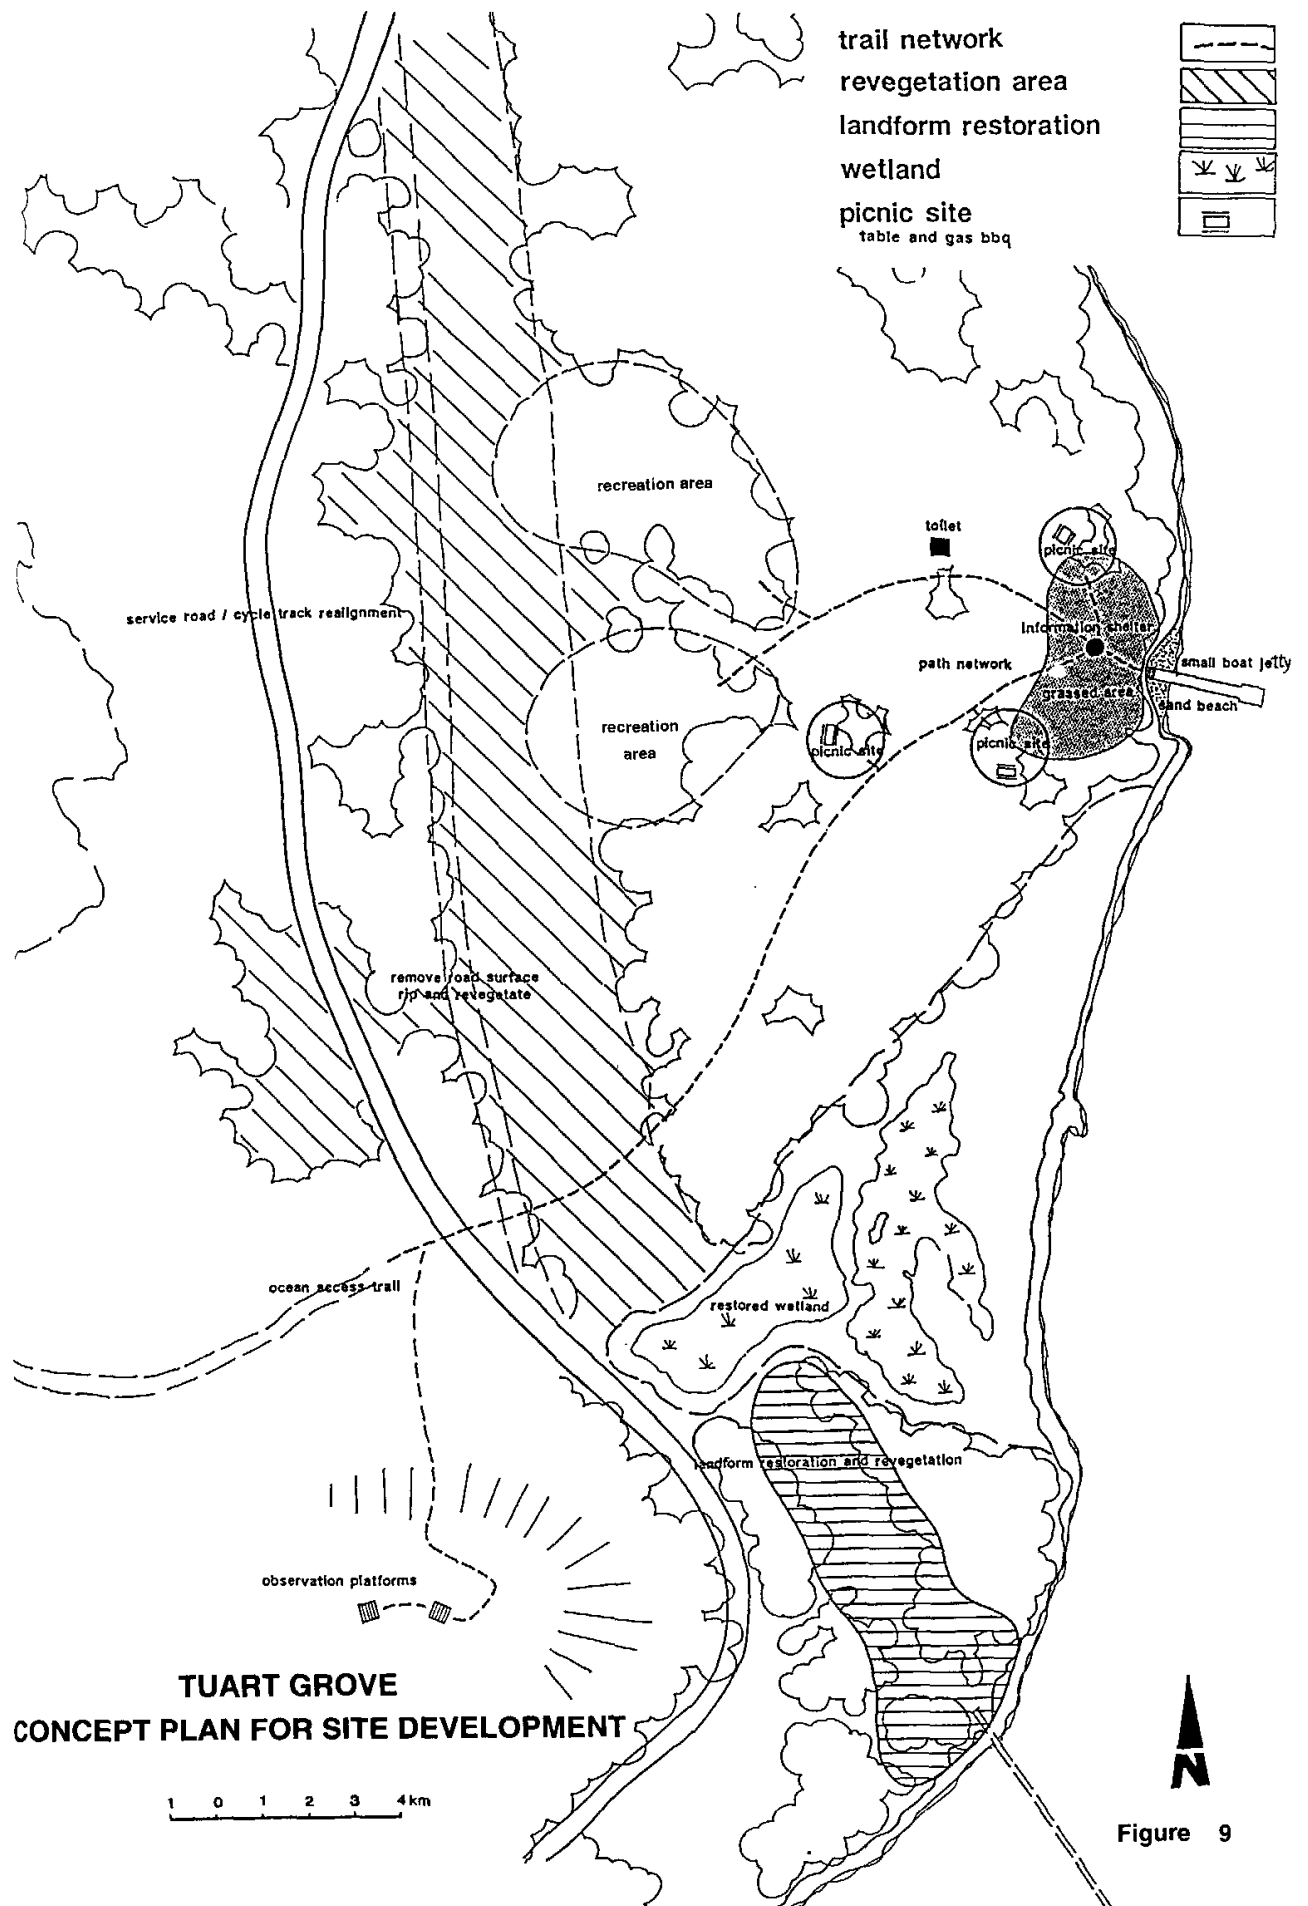 trail network
revegetation area
landform restoration
wetland
picnic site
table and gas bbq
recreation area
toilet
picnic site
service road / cycle track realignment
information shelter
path network
small boat jetty
grassed area
sand beach
recreation
area
picnic site
picnic site
remove road surface
rip and revegetate
ocean access trail
restored wetland
landform restoration and revegetation
observation platforms
TUART GROVE
CONCEPT PLAN FOR SITE DEVELOPMENT
1 0 1 2 3 4 km
N
Figure 9